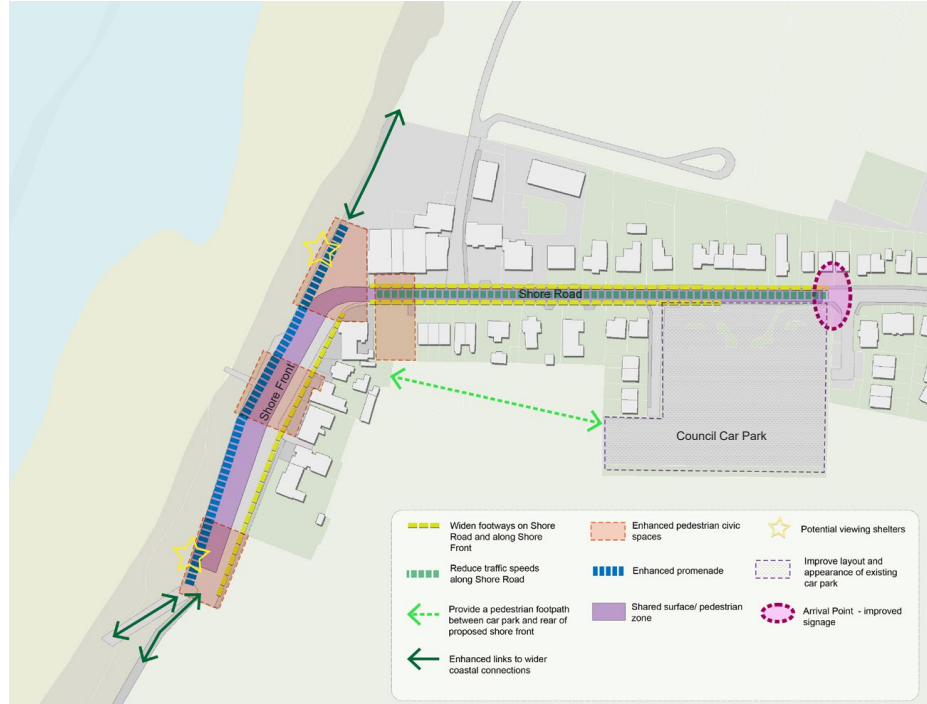 Shore Road
Shore Front
Council Car Park
Widen footways on Shore
Road and along Shore
Front
Reduce traffic speeds
along Shore Road
Provide a pedestrian footpath
between car park and rear of
proposed shore front
Enhanced links to wider
coastal connections
Enhanced pedestrian civic
spaces
Enhanced promenade
Shared surface/ pedestrian
zone
Potential viewing shelters
Improve layout and
appearance of existing
car park
Arrival Point - improved
signage